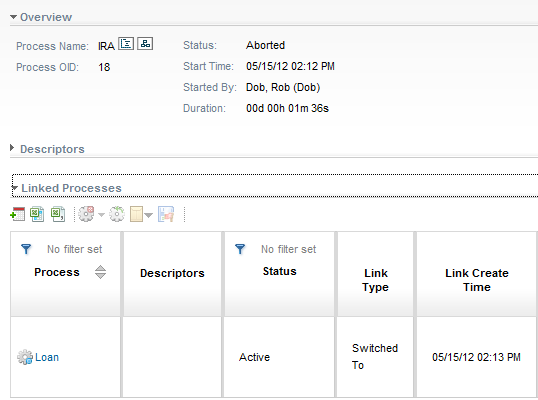 Overview
Process Name: IRA Status: Aborted
Process OID: 18 Start Time: 05/15/12 02:12 PM
Started By: Dob, Rob (Dob)
Duration: 00d 00h 01m 36s
Descriptors
Linked Processes
No filter set No filter set
Process Descriptors Status Link Type Link Create Time
Loan Active Switched To 05/15/12 02:13 PM